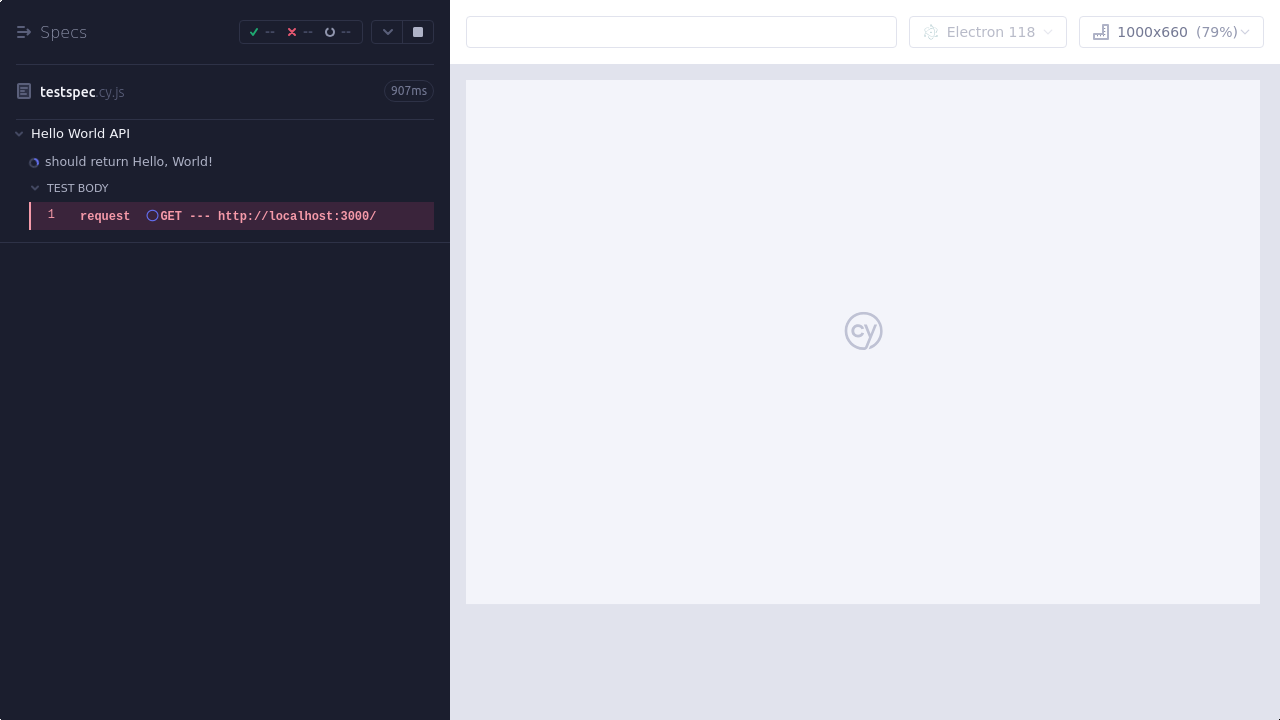 Specs -- -- --
testspec.cy.js 907ms
Hello World API
should return Hello, World!
TEST BODY
1 request GET --- http://localhost:3000/
Electron 118 1000x660 (79%)
cy